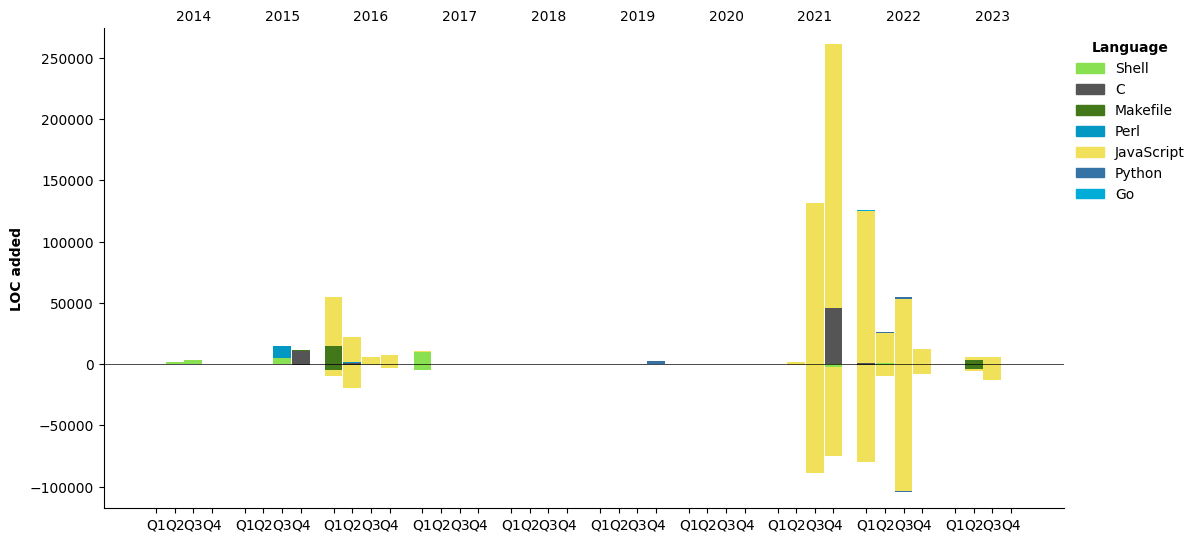 2014 2015 2016 2017 2018 2019 2020 2021 2022 2023
LOC added
250000
200000
150000
100000
50000
0
−50000
−100000
Q1Q2Q3Q4 Q1Q2Q3Q4 Q1Q2Q3Q4 Q1Q2Q3Q4 Q1Q2Q3Q4 Q1Q2Q3Q4 Q1Q2Q3Q4 Q1Q2Q3Q4 Q1Q2Q3Q4 Q1Q2Q3Q4
Language
Shell
C
Makefile
Perl
JavaScript
Python
Go